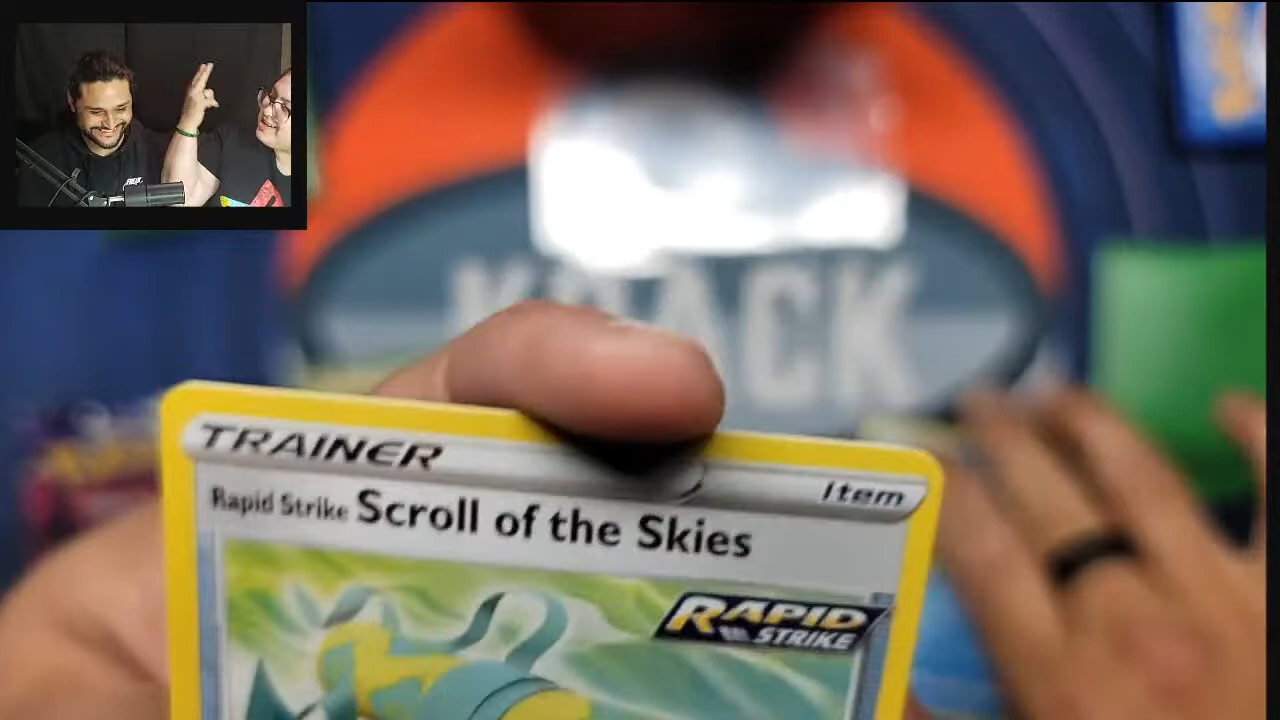 TRAINER
Item
Rapid Strike Scroll of the Skies
RAPID
STRIKE